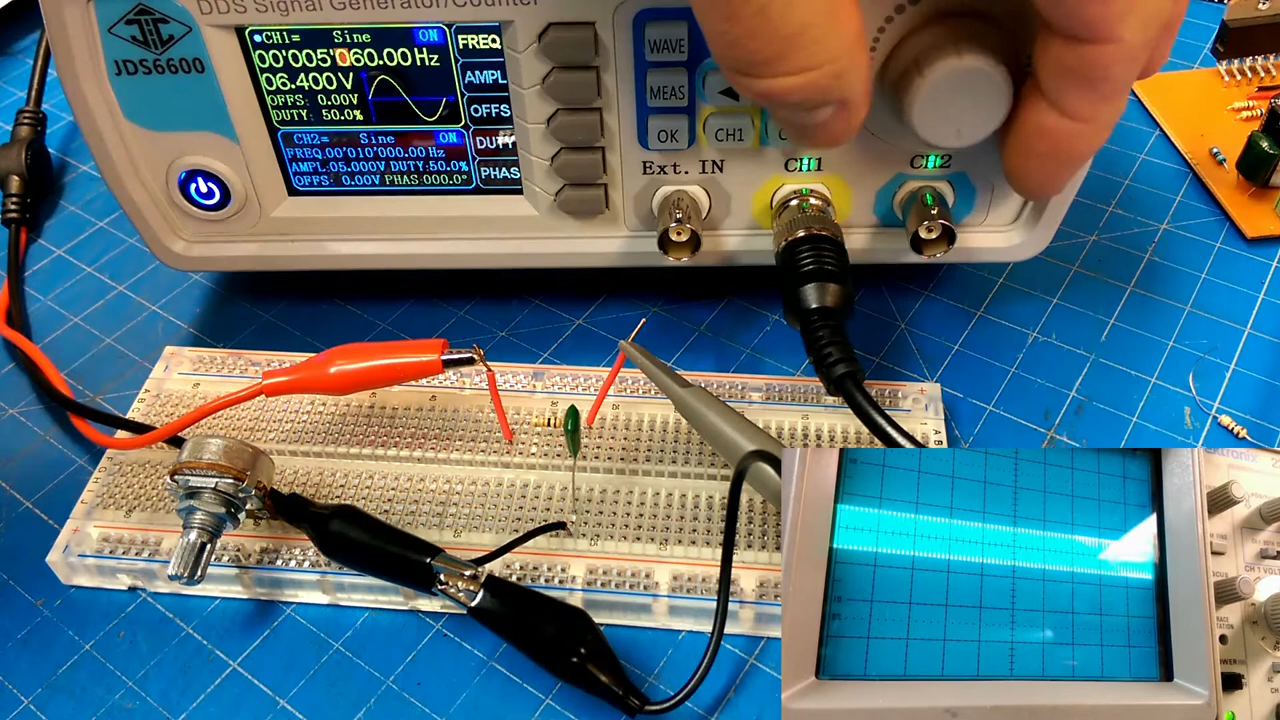 DDS Signal Generator/Counter
JDS6600
CH1= Sine ON
00'005'060.00 Hz
06.400 V
OFFS: 0.00V
DUTY: 50.0%
CH2= Sine ON
FREQ:00'010'000.00 Hz
AMPL:05.000V DUTY:50.0%
OFFS: 0.00V PHAS:000.0°
FREQ
AMPL
OFFS
DUTY
PHAS
WAVE
MEAS
OK
CH1
Ext. IN
CH1
CH2